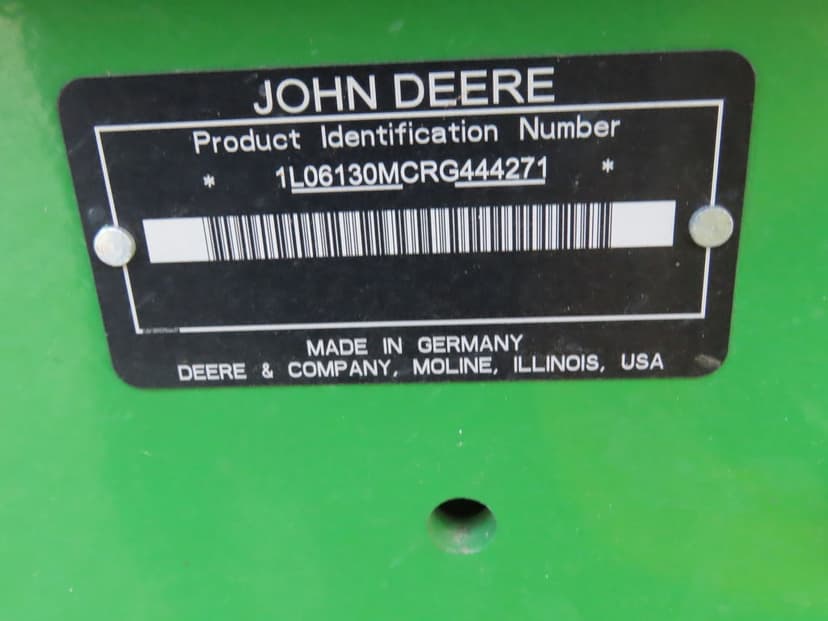 JOHN DEERE
Product Identification Number
* 1L06130MCRG444271 *
MADE IN GERMANY
DEERE & COMPANY, MOLINE, ILLINOIS, USA